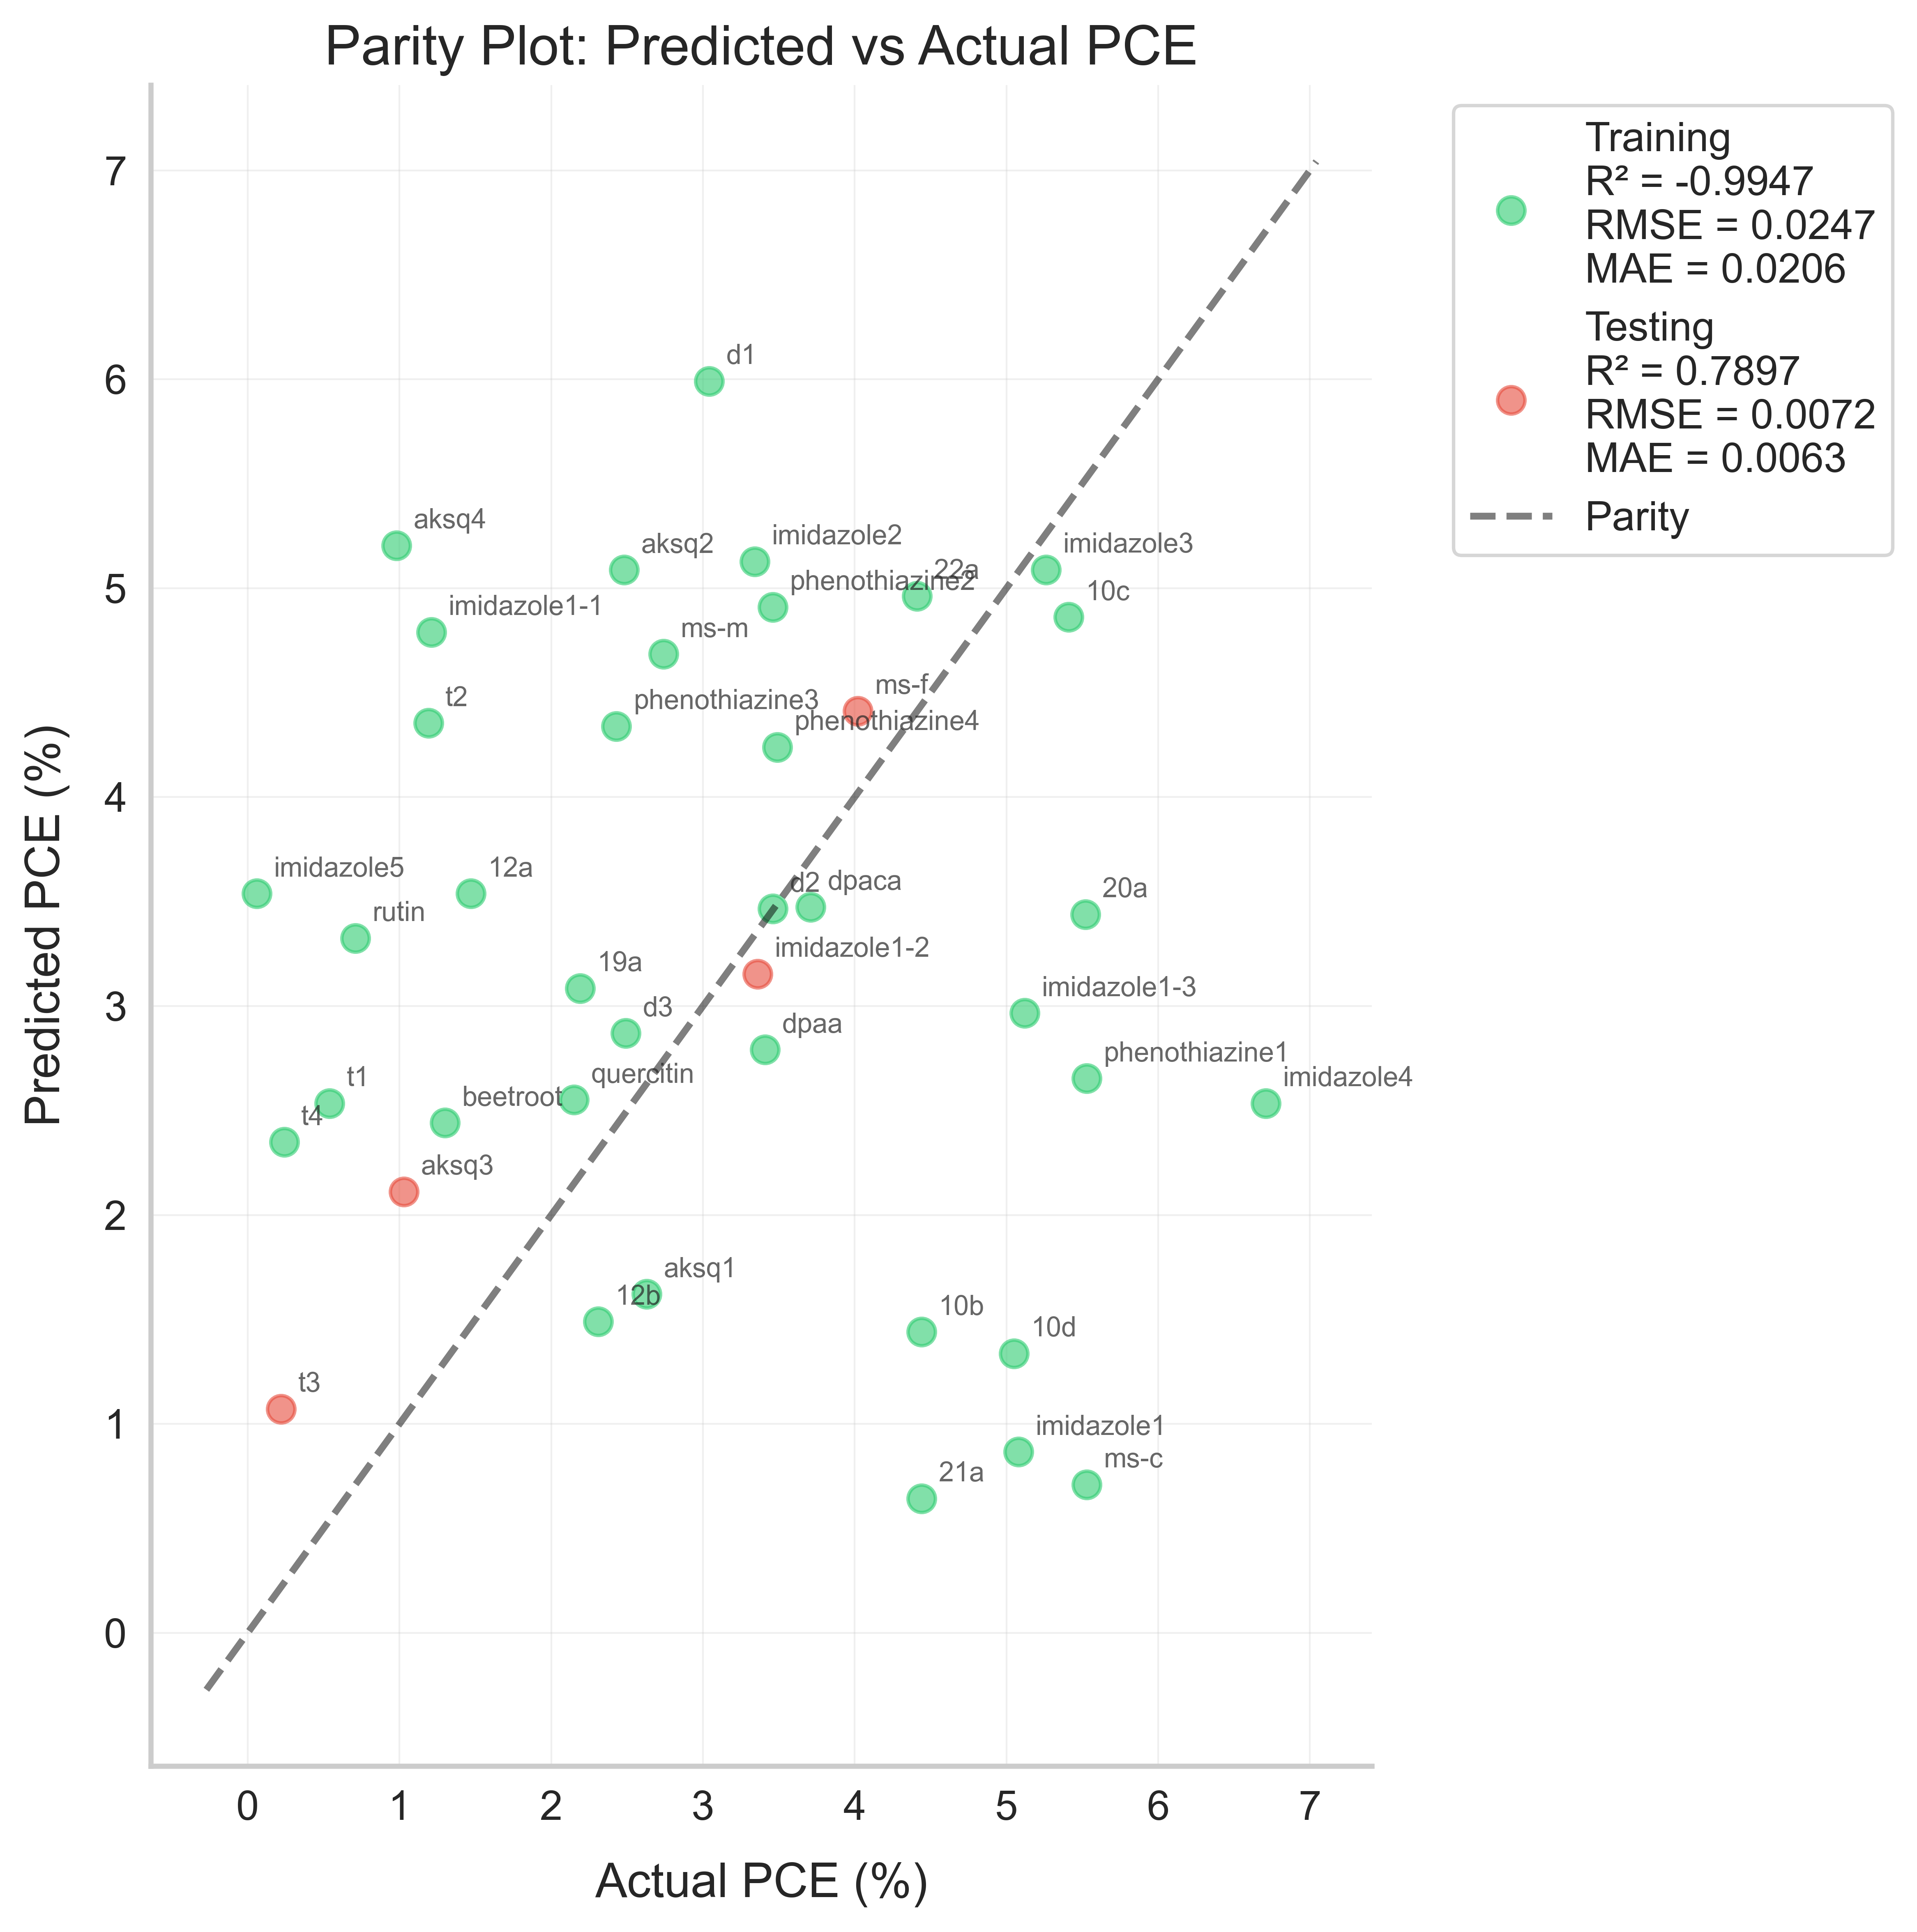 Parity Plot: Predicted vs Actual PCE
Training
R² = -0.9947
RMSE = 0.0247
MAE = 0.0206
Testing
R² = 0.7897
RMSE = 0.0072
MAE = 0.0063
Parity
Predicted PCE (%)
7
6
5
4
3
2
1
0
d1
aksq4
aksq2
imidazole2
imidazole3
22a
phenothiazine2
10c
imidazole1-1
ms-m
ms-f
t2
phenothiazine3
phenothiazine4
imidazole5
12a
d2
dpaca
20a
rutin
19a
imidazole1-2
d3
imidazole1-3
dpaa
phenothiazine1
t1
quercitin
imidazole4
t4
beetroot
aksq3
aksq1
12b
10b
10d
t3
imidazole1
21a
ms-c
0 1 2 3 4 5 6 7
Actual PCE (%)